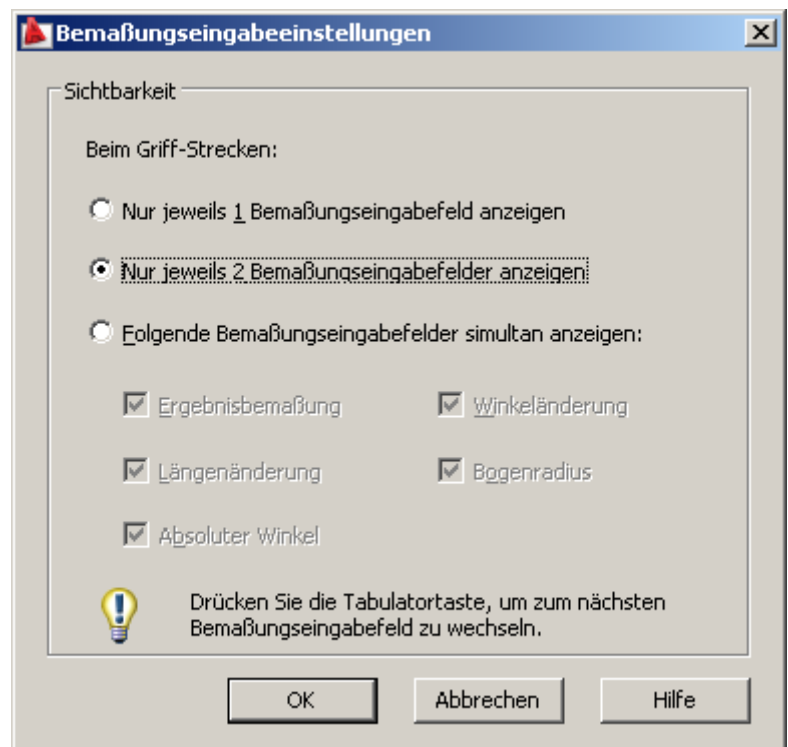 Bemaßungseingabeeinstellungen
Sichtbarkeit
Beim Griff-Strecken:
Nur jeweils 1 Bemaßungseingabefeld anzeigen
Nur jeweils 2 Bemaßungseingabefelder anzeigen
Folgende Bemaßungseingabefelder simultan anzeigen:
Ergebnisbemaßung Winkeländerung
Längenänderung Bogenradius
Absoluter Winkel
Drücken Sie die Tabulatortaste, um zum nächsten
Bemaßungseingabefeld zu wechseln.
OK Abbrechen Hilfe